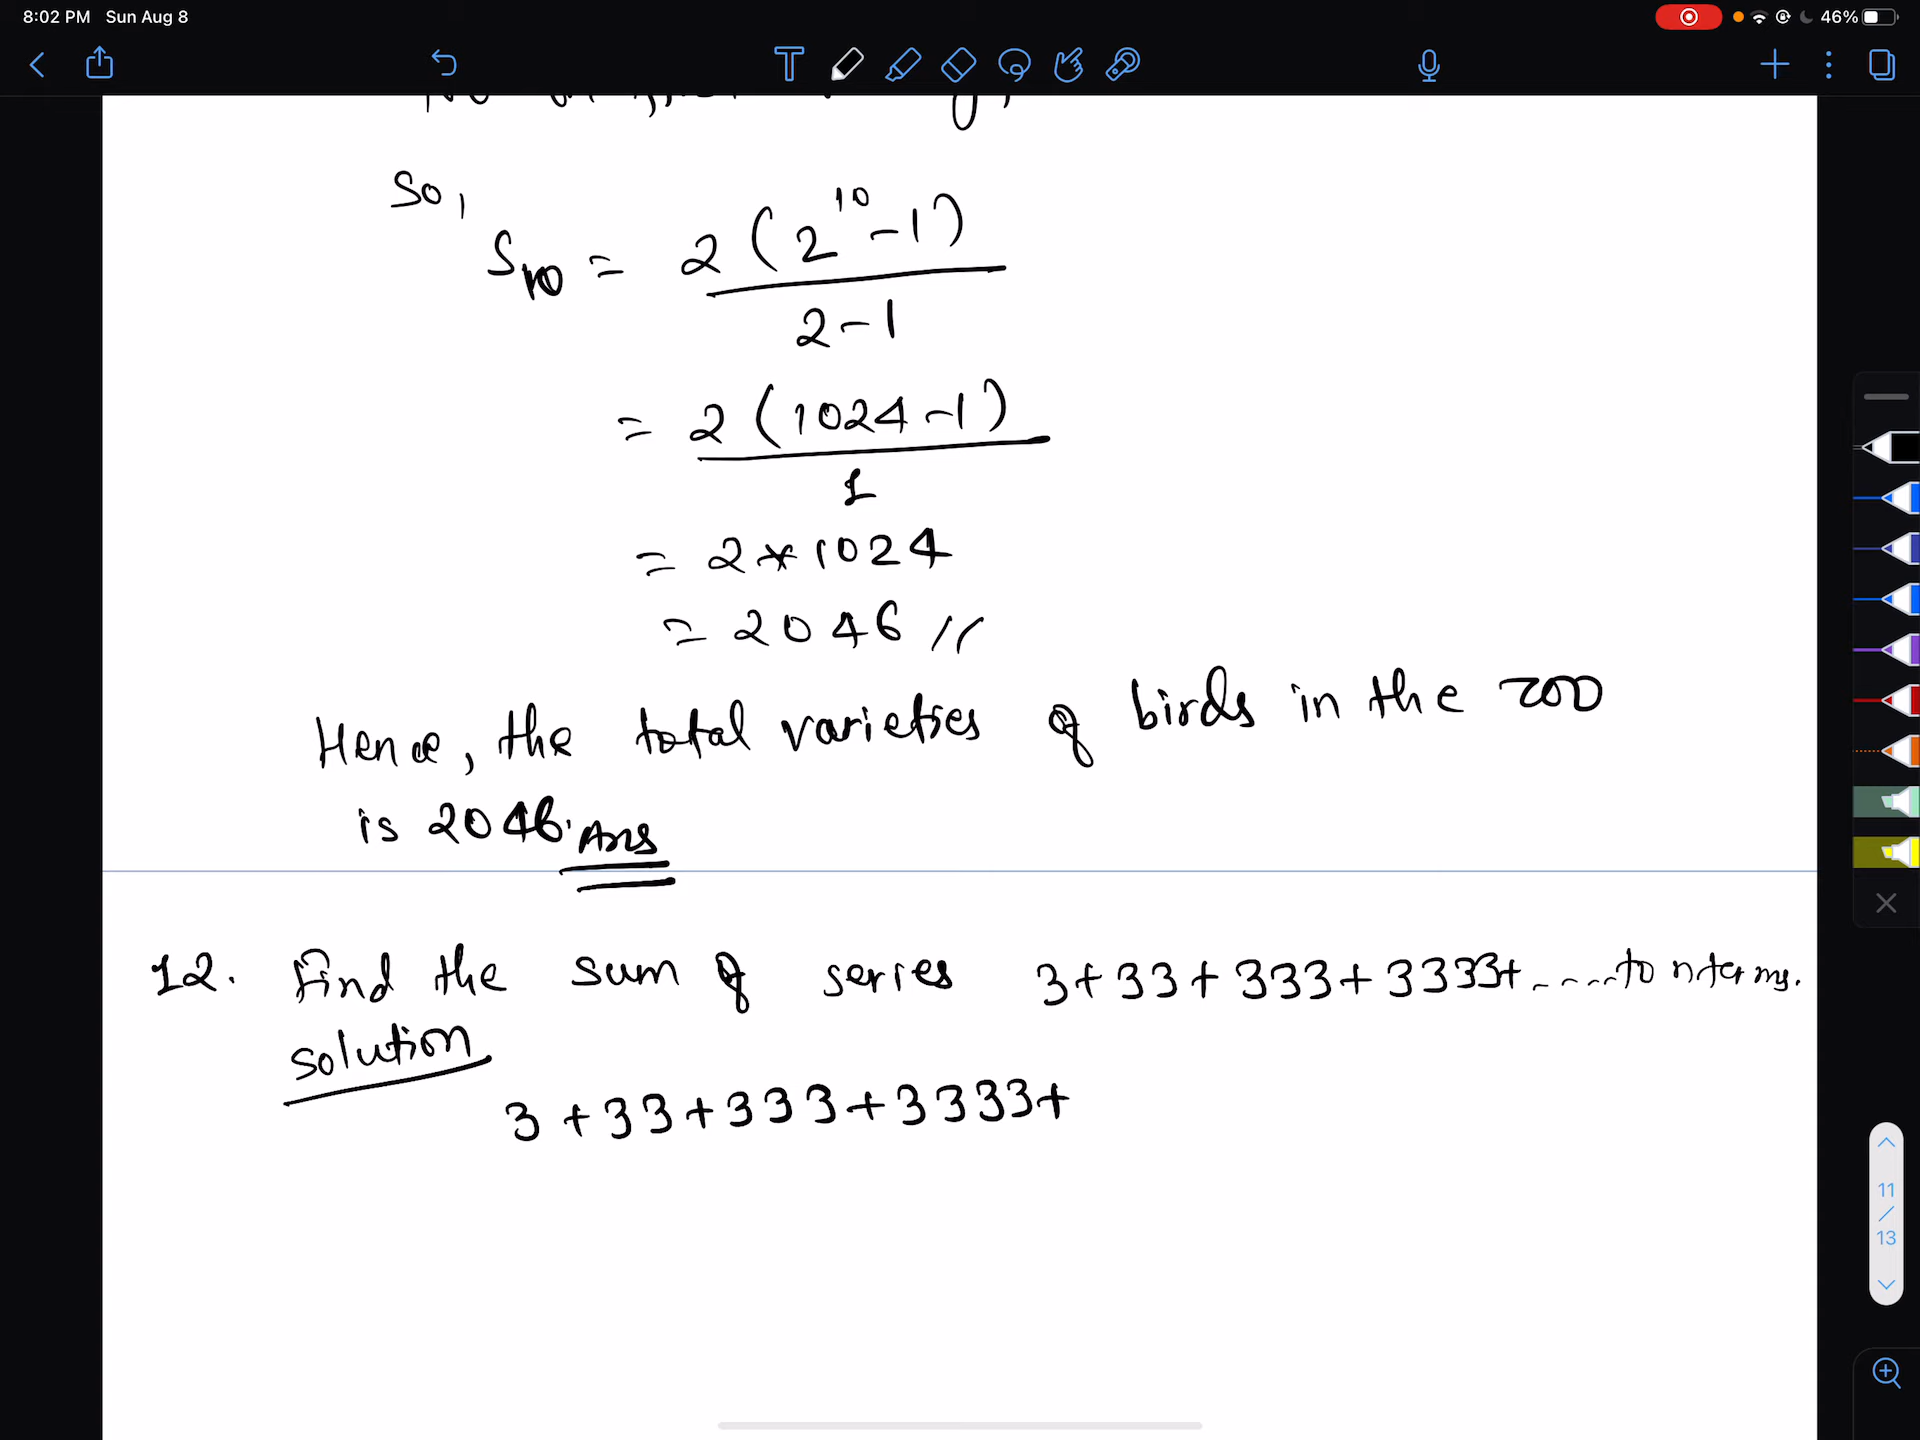 8:02 PM Sun Aug 8 46%
So,
S10 = 2 (2^10 - 1)
2 - 1
= 2 (1024 - 1)
1
= 2 * 1024
= 2046 //
Hence, the total varieties of birds in the zoo
is 2046. Ans
12. Find the sum of series 3 + 33 + 333 + 3333 + ..... to n terms.
Solution
3 + 33 + 333 + 3333 +
11
/
13